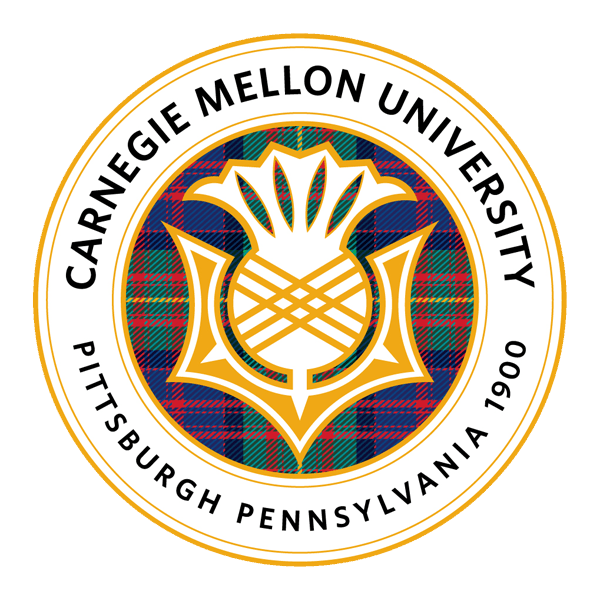 CARNEGIE MELLON UNIVERSITY
PITTSBURGH PENNSYLVANIA 1900